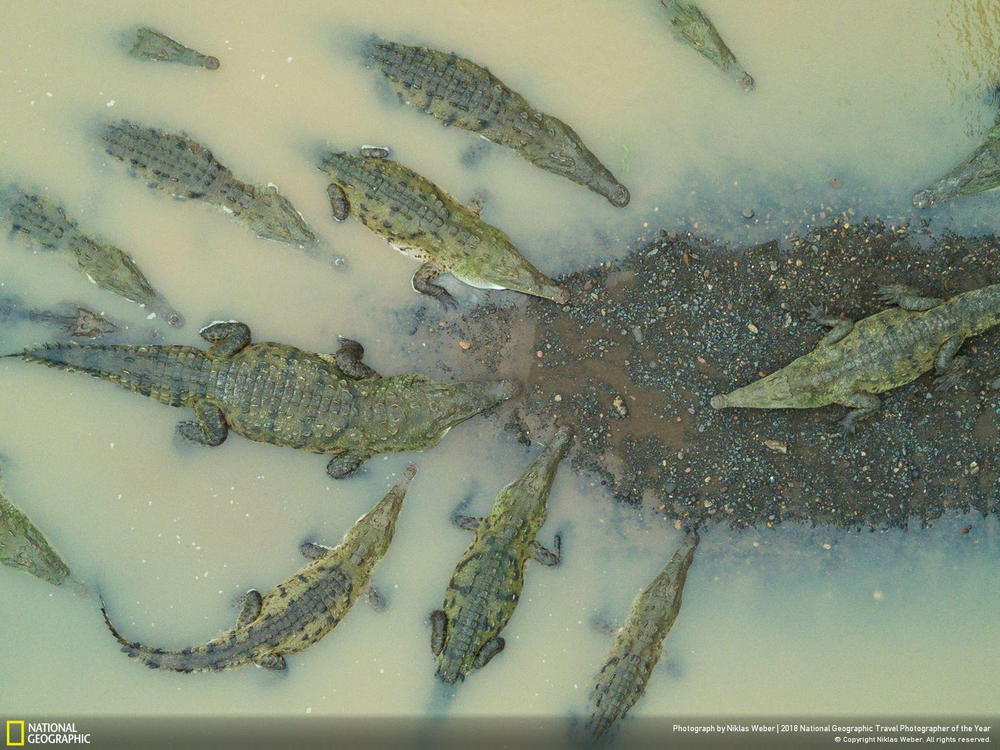 NATIONAL
GEOGRAPHIC
Photograph by Niklas Weber | 2018 National Geographic Travel Photographer of the Year
© Copyright Niklas Weber. All rights reserved.